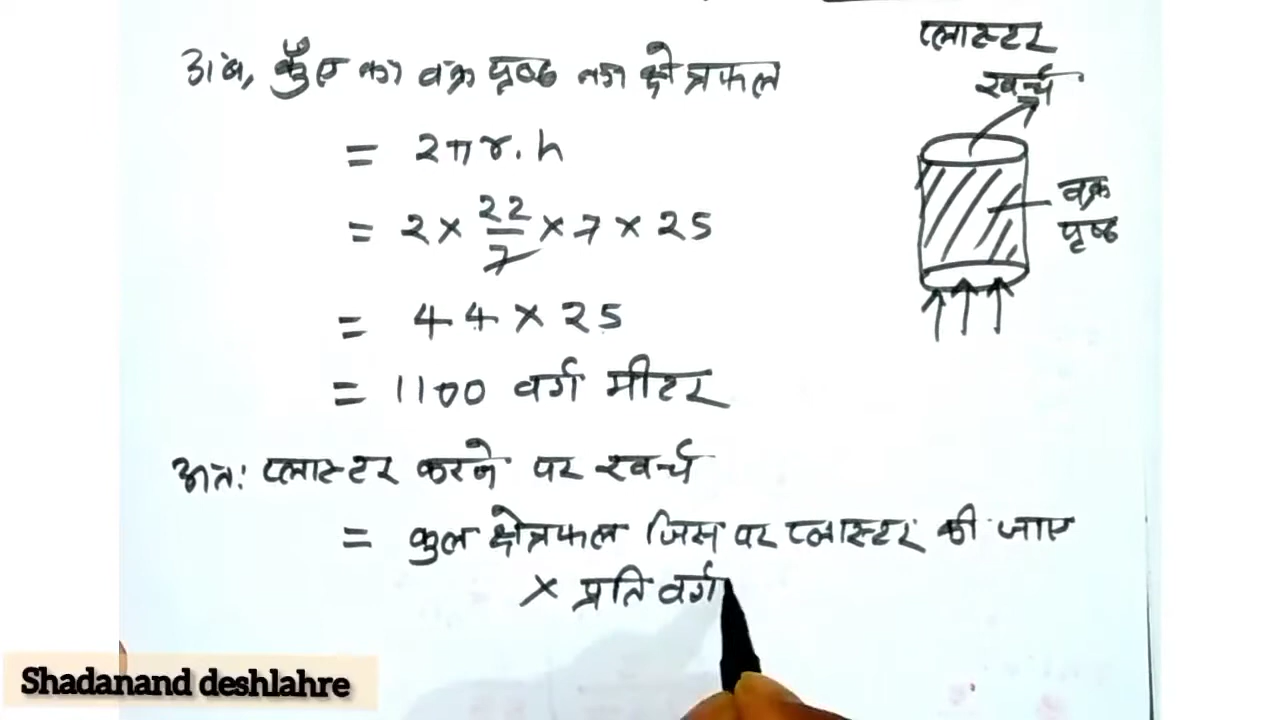 प्लास्टर
खर्च
अब, कुँए का वक्र पृष्ठ का क्षेत्रफल
= 2πr.h
= 2 × 22/7 × 7 × 25
वक्र
पृष्ठ
= 44 × 25
= 1100 वर्ग मीटर
अतः प्लास्टर करने पर खर्च
= कुल क्षेत्रफल जिस पर प्लास्टर की जाए
× प्रति वर्ग
Shadanand deshlahre